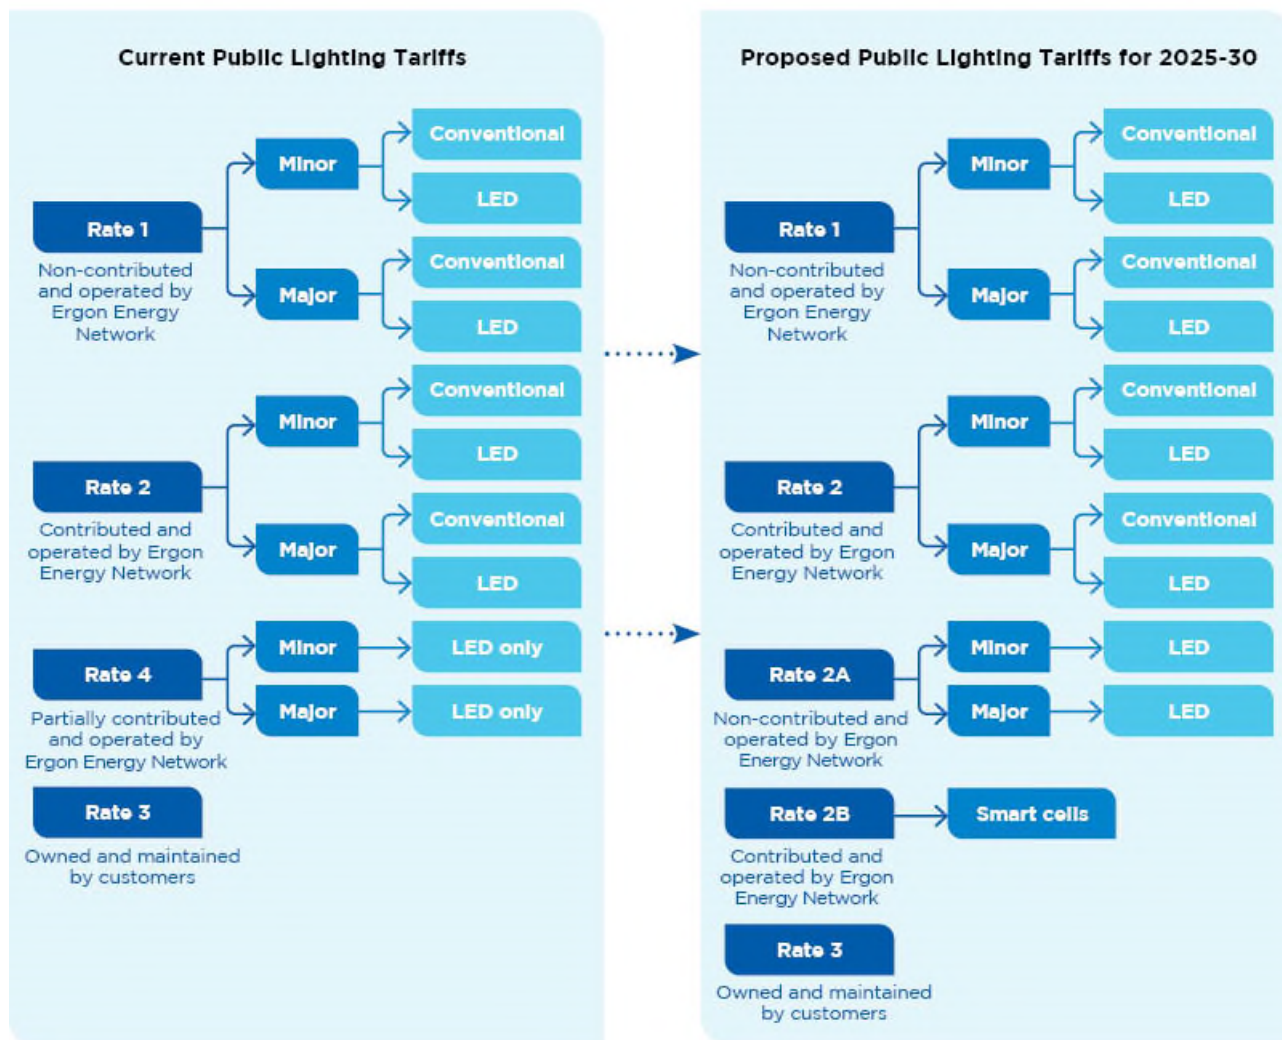 Current Public Lighting Tariffs
Rate 1
Non-contributed
and operated by
Ergon Energy
Network
Minor
Conventional
LED
Major
Conventional
LED
Rate 2
Contributed and
operated by Ergon
Energy Network
Minor
Conventional
LED
Major
Conventional
LED
Rate 4
Partially contributed
and operated by
Ergon Energy Network
Minor
LED only
Major
LED only
Rate 3
Owned and maintained
by customers
Proposed Public Lighting Tariffs for 2025-30
Rate 1
Non-contributed
and operated by
Ergon Energy
Network
Minor
Conventional
LED
Major
Conventional
LED
Rate 2
Contributed and
operated by Ergon
Energy Network
Minor
Conventional
LED
Major
Conventional
LED
Rate 2A
Non-contributed and
operated by Ergon
Energy Network
Minor
LED
Major
LED
Rate 2B
Contributed and
operated by Ergon
Energy Network
Smart cells
Rate 3
Owned and maintained
by customers